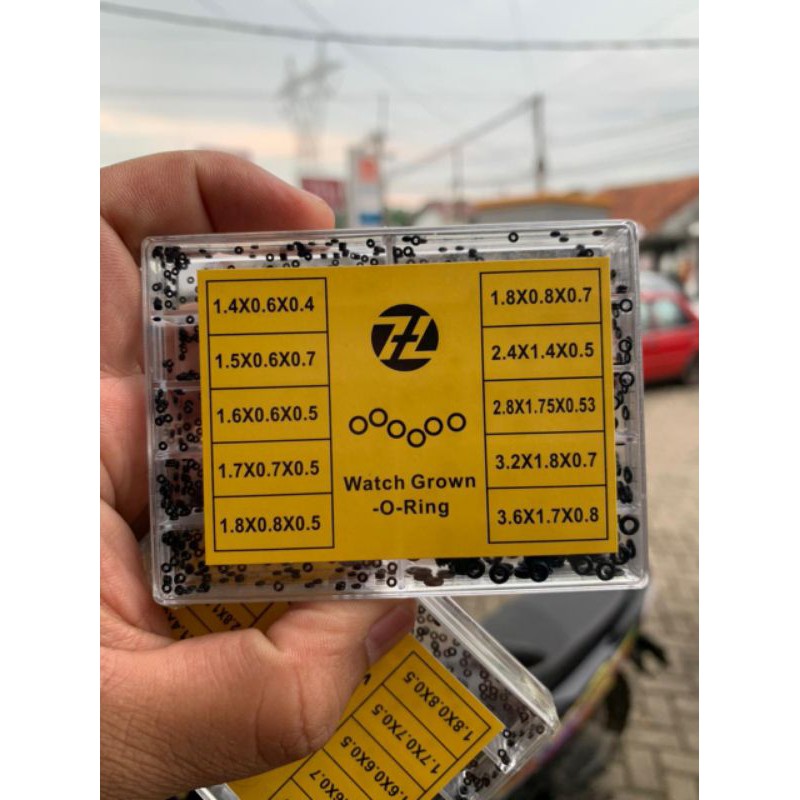 1.4X0.6X0.4
1.5X0.6X0.7
1.6X0.6X0.5
1.7X0.7X0.5
1.8X0.8X0.5
Watch Grown
-O-Ring
1.8X0.8X0.7
2.4X1.4X0.5
2.8X1.75X0.53
3.2X1.8X0.7
3.6X1.7X0.8
1.8X0.8X0.5
1.7X0.7X0.5
1.6X0.6X0.5